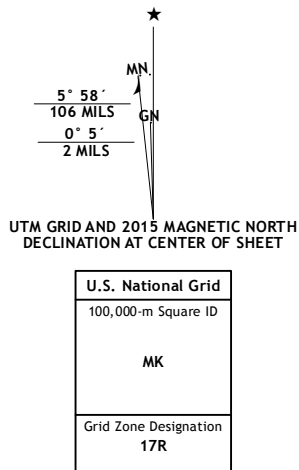 MN.
5° 58´
106 MILS
GN
0° 5´
2 MILS
UTM GRID AND 2015 MAGNETIC NORTH
DECLINATION AT CENTER OF SHEET
U.S. National Grid
100,000-m Square ID
MK
Grid Zone Designation
17R